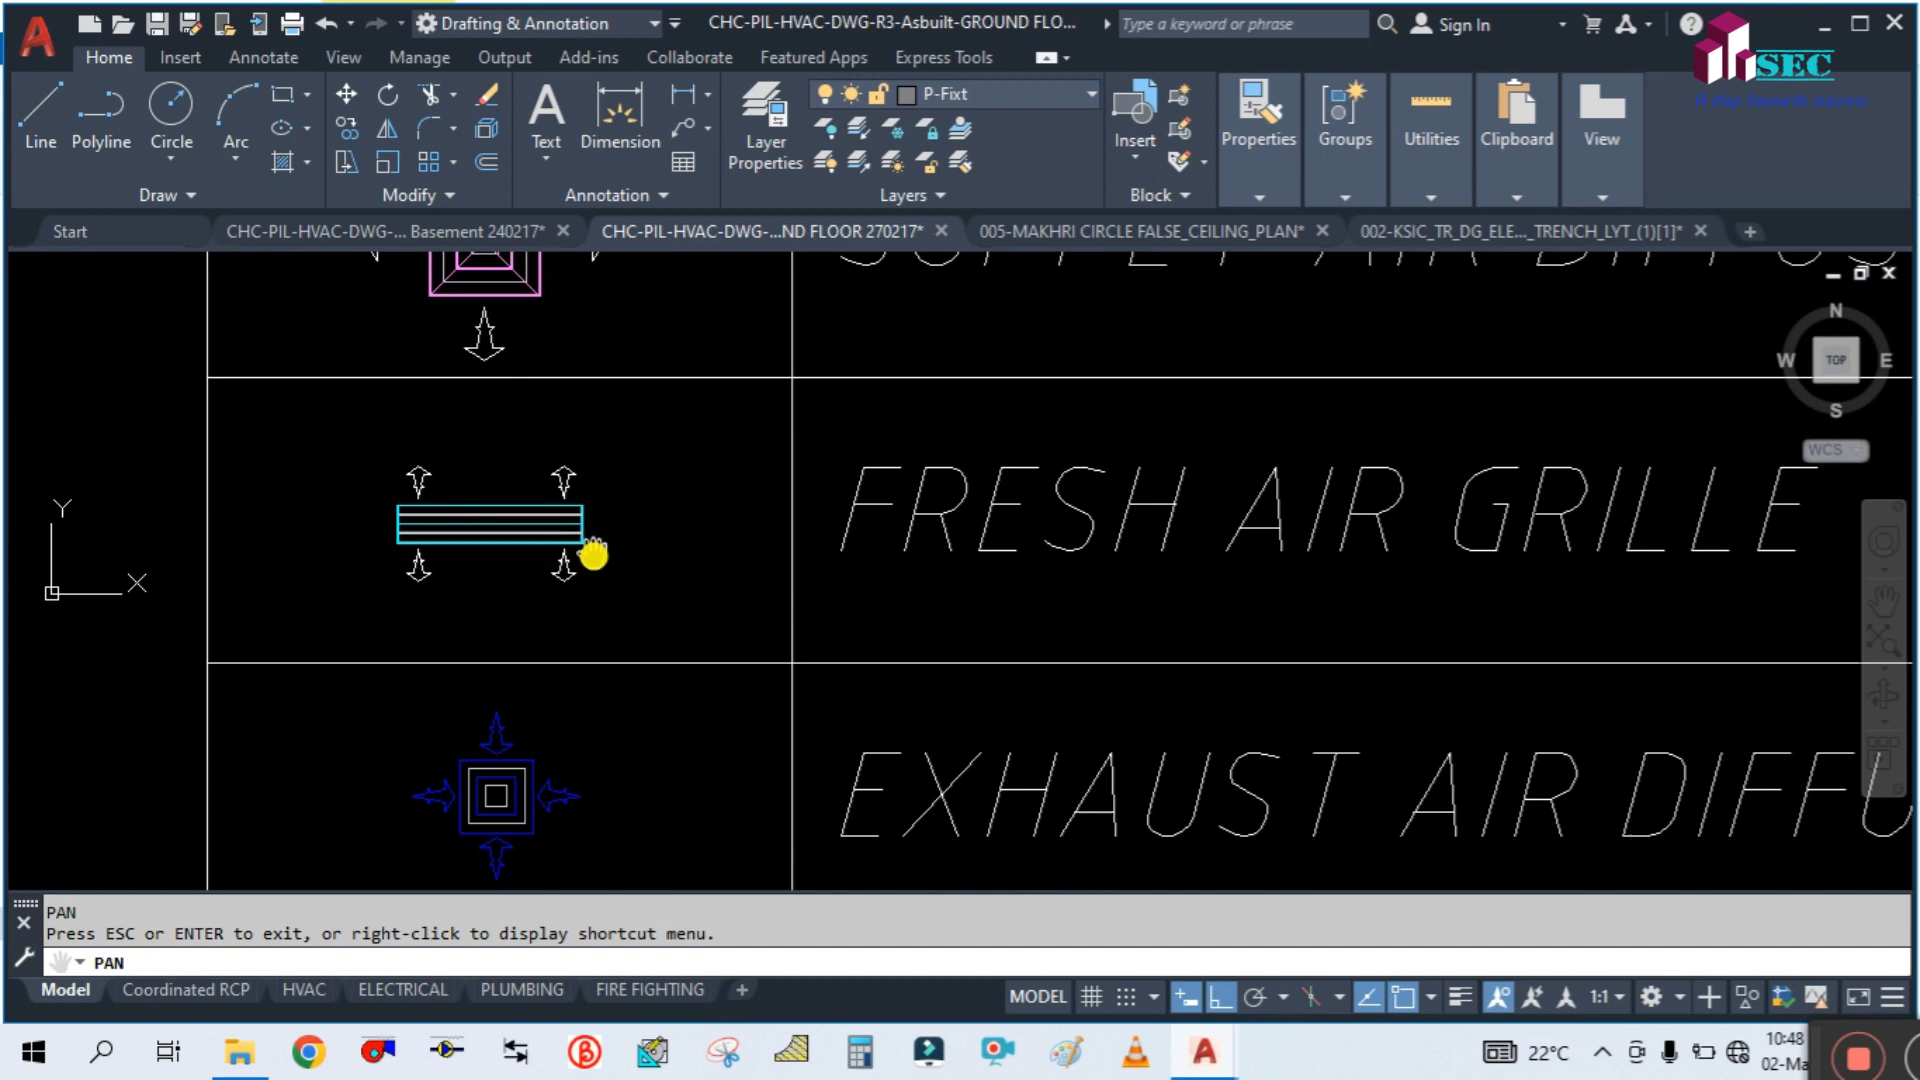 Drafting & Annotation
CHC-PIL-HVAC-DWG-R3-Asbuilt-GROUND FLO...
Type a keyword or phrase
Sign In
SEC
A step towards success
Home
Insert
Annotate
View
Manage
Output
Add-ins
Collaborate
Featured Apps
Express Tools
P-Fixt
Line
Polyline
Circle
Arc
Text
Dimension
Layer
Properties
Insert
Properties
Groups
Utilities
Clipboard
View
Draw
Modify
Annotation
Layers
Block
Start
CHC-PIL-HVAC-DWG-... Basement 240217*
CHC-PIL-HVAC-DWG-...ND FLOOR 270217*
005-MAKHRI CIRCLE FALSE_CEILING_PLAN*
002-KSIC_TR_DG_ELE..._TRENCH_LYT_(1)[1]*
N
W
TOP
E
S
WCS
FRESH AIR GRILLE
Y
X
EXHAUST AIR DIFFU
PAN
Press ESC or ENTER to exit, or right-click to display shortcut menu.
PAN
Model
Coordinated RCP
HVAC
ELECTRICAL
PLUMBING
FIRE FIGHTING
MODEL
1:1
22°C
10:48
02-Ma